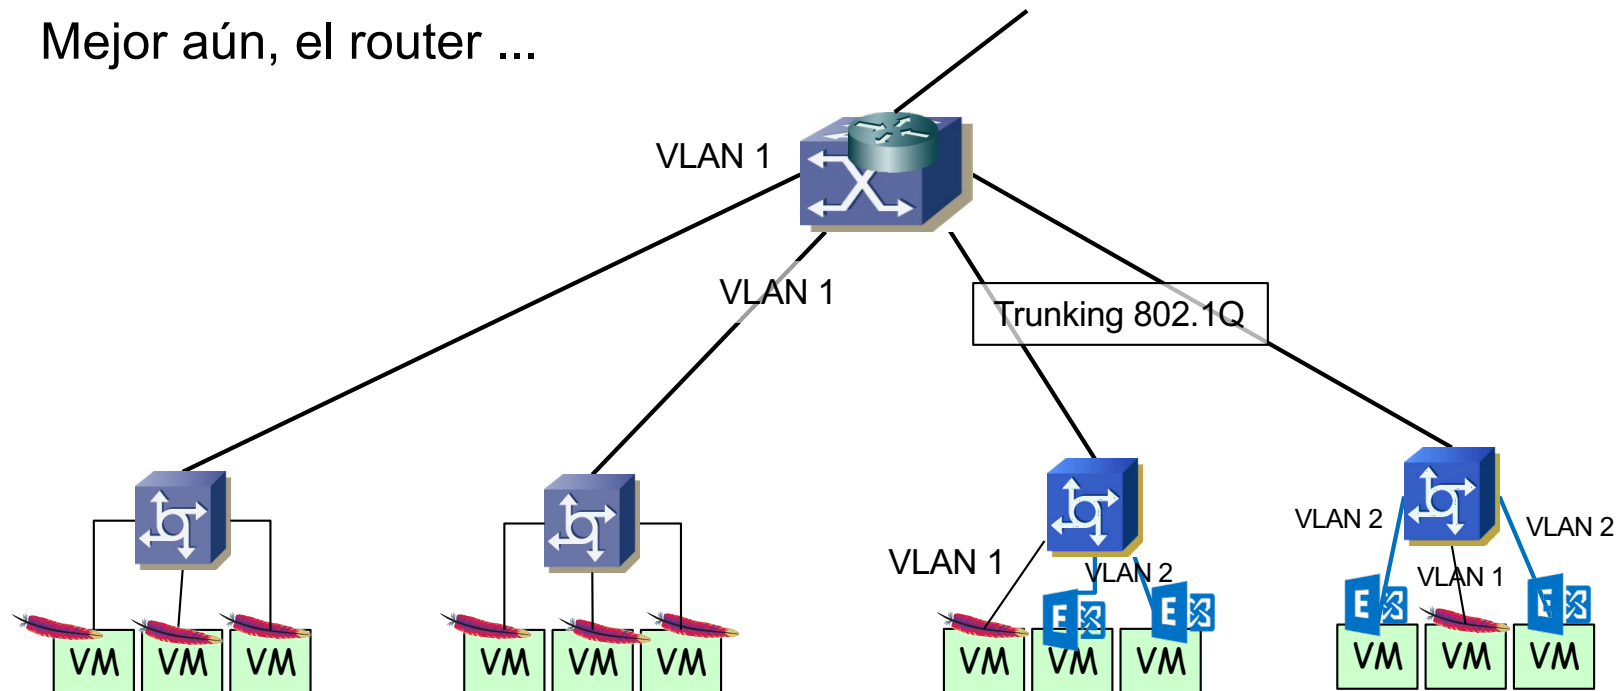 Mejor aún, el router ...
VLAN 1
VLAN 1
Trunking 802.1Q
VLAN 1
VLAN 2
VLAN 2
VLAN 1
VLAN 2
E
E
E
E
VM
VM
VM
VM
VM
VM
VM
VM
VM
VM
VM
VM